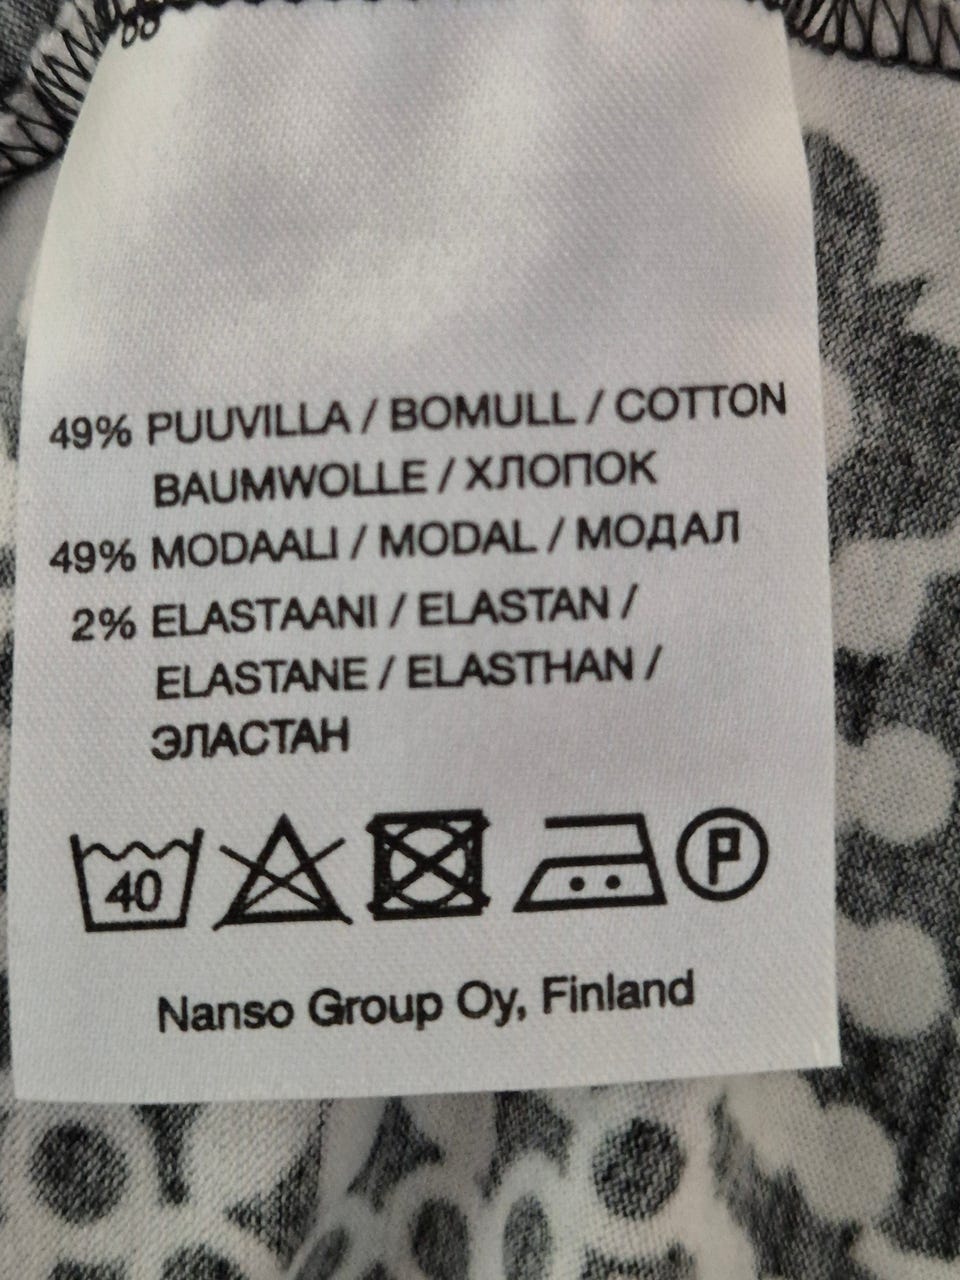 49% PUUVILLA / BOMULL / COTTON
BAUMWOLLE / ХЛОПОК
49% MODAALI / MODAL / МОДАЛ
2% ELASTAANI / ELASTAN /
ELASTANE / ELASTHAN /
ЭЛАСТАН
40 P
Nanso Group Oy, Finland